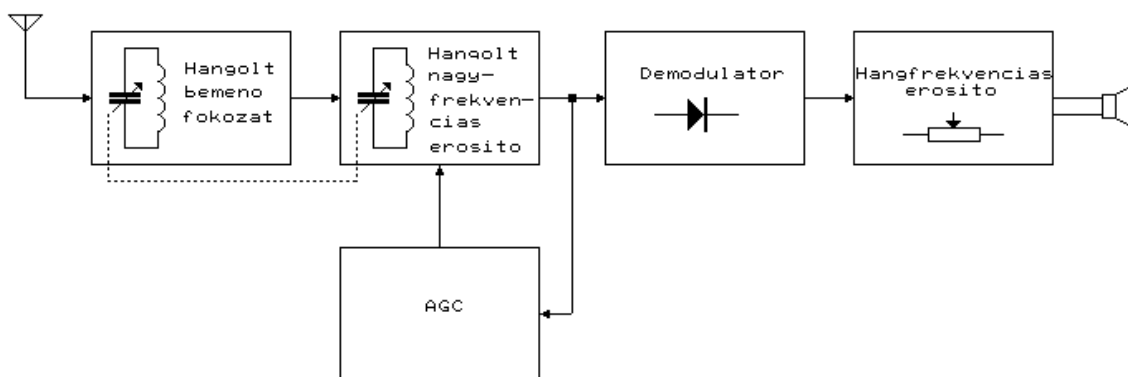 Hangolt
bemeno
fokozat
Hangolt
nagy-
frekven-
cias
erosito
Demodulator
Hangfrekvencias
erosito
AGC